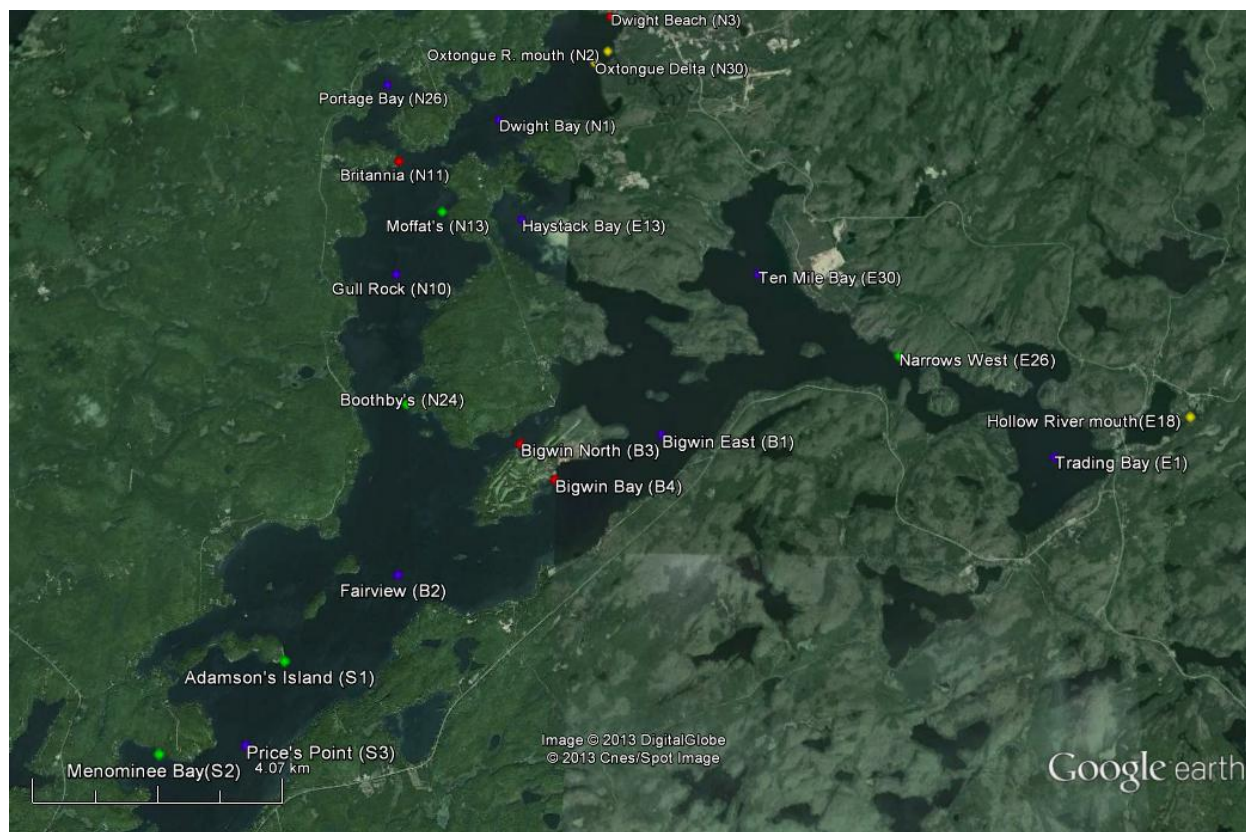 Dwight Beach (N3)
Oxtongue R. mouth (N2)
Oxtongue Delta (N30)
Portage Bay (N26)
Dwight Bay (N1)
Britannia (N11)
Moffat's (N13)
Haystack Bay (E13)
Ten Mile Bay (E30)
Gull Rock (N10)
Narrows West (E26)
Boothby's (N24)
Hollow River mouth(E18)
Bigwin North (B3)
Bigwin East (B1)
Trading Bay (E1)
Bigwin Bay (B4)
Fairview (B2)
Adamson's Island (S1)
Price's Point (S3)
Menominee Bay(S2)
4.07 km
Image © 2013 DigitalGlobe
© 2013 Cnes/Spot Image
Google earth